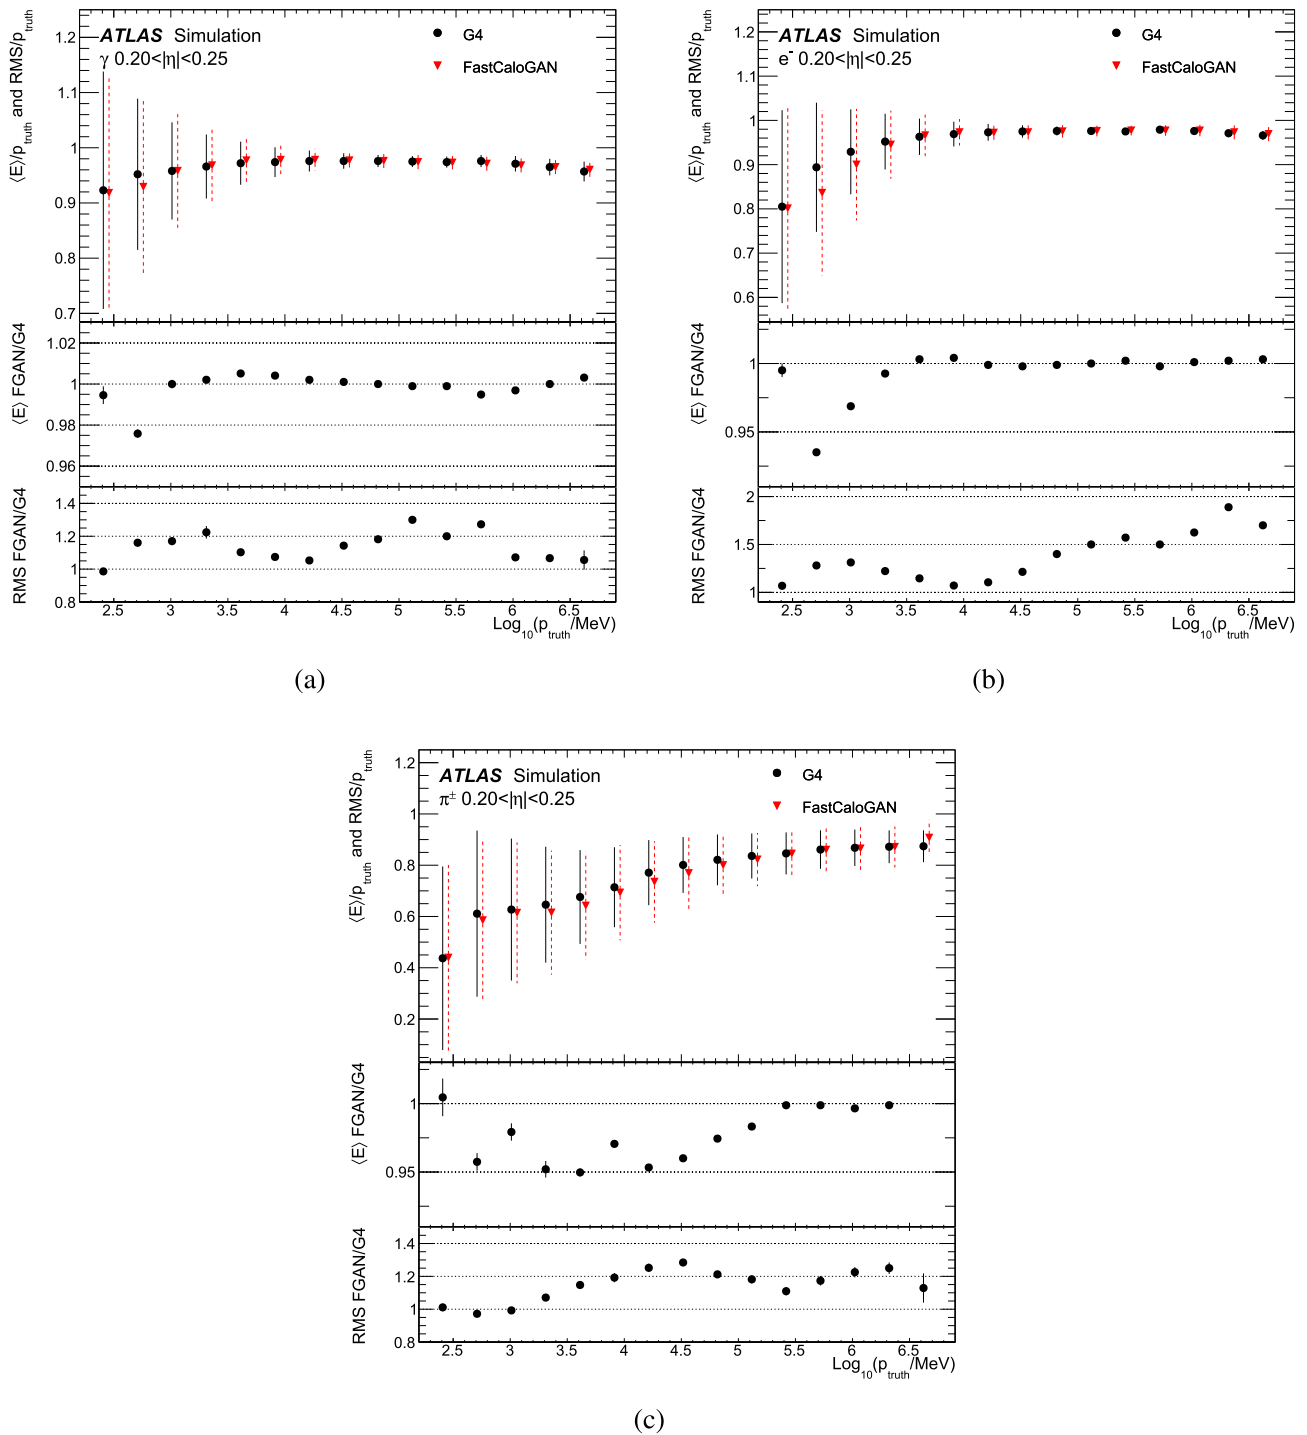 ⟨E⟩/p_truth and RMS/p_truth
ATLAS Simulation
γ 0.20<|η|<0.25
G4
FastCaloGAN
1.2
1.1
1
0.9
0.8
0.7
⟨E⟩ FGAN/G4
1.02
1
0.98
0.96
RMS FGAN/G4
1.4
1.2
1
0.8
2.5 3 3.5 4 4.5 5 5.5 6 6.5
Log_10(p_truth/MeV)
(a)
⟨E⟩/p_truth and RMS/p_truth
ATLAS Simulation
e⁻ 0.20<|η|<0.25
G4
FastCaloGAN
1.2
1.1
1
0.9
0.8
0.7
0.6
⟨E⟩ FGAN/G4
1
0.95
RMS FGAN/G4
2
1.5
1
2.5 3 3.5 4 4.5 5 5.5 6 6.5
Log_10(p_truth/MeV)
(b)
⟨E⟩/p_truth and RMS/p_truth
ATLAS Simulation
π± 0.20<|η|<0.25
G4
FastCaloGAN
1.2
1
0.8
0.6
0.4
0.2
⟨E⟩ FGAN/G4
1
0.95
RMS FGAN/G4
1.4
1.2
1
0.8
2.5 3 3.5 4 4.5 5 5.5 6 6.5
Log_10(p_truth/MeV)
(c)